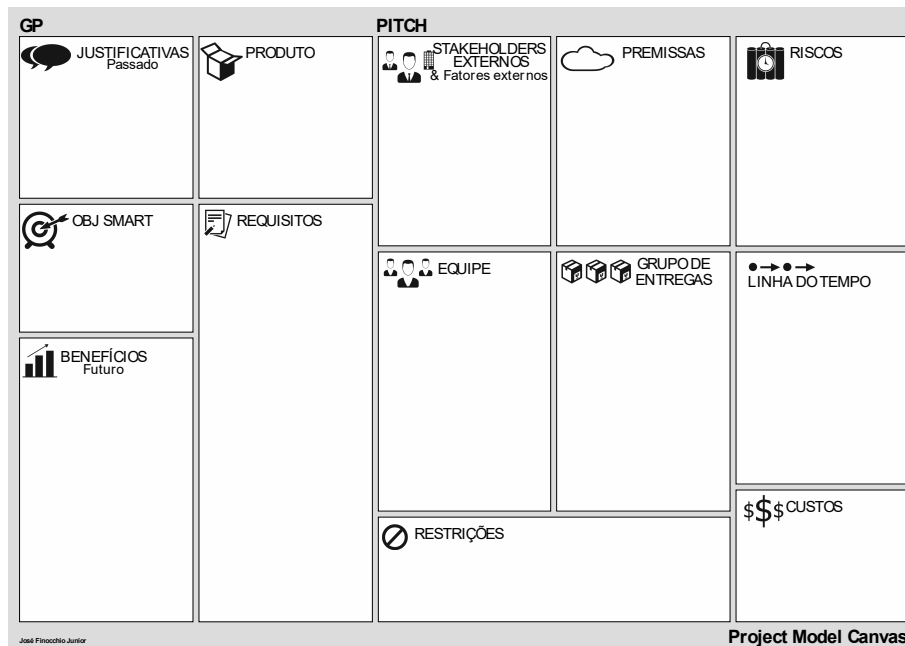 GP
PITCH
JUSTIFICATIVAS
Passado
PRODUTO
STAKEHOLDERS
EXTERNOS
& Fatores externos
PREMISSAS
RISCOS
OBJ SMART
REQUISITOS
EQUIPE
GRUPO DE
ENTREGAS
LINHA DO TEMPO
BENEFÍCIOS
Futuro
$$$ CUSTOS
RESTRIÇÕES
José Finocchio Junior
Project Model Canvas